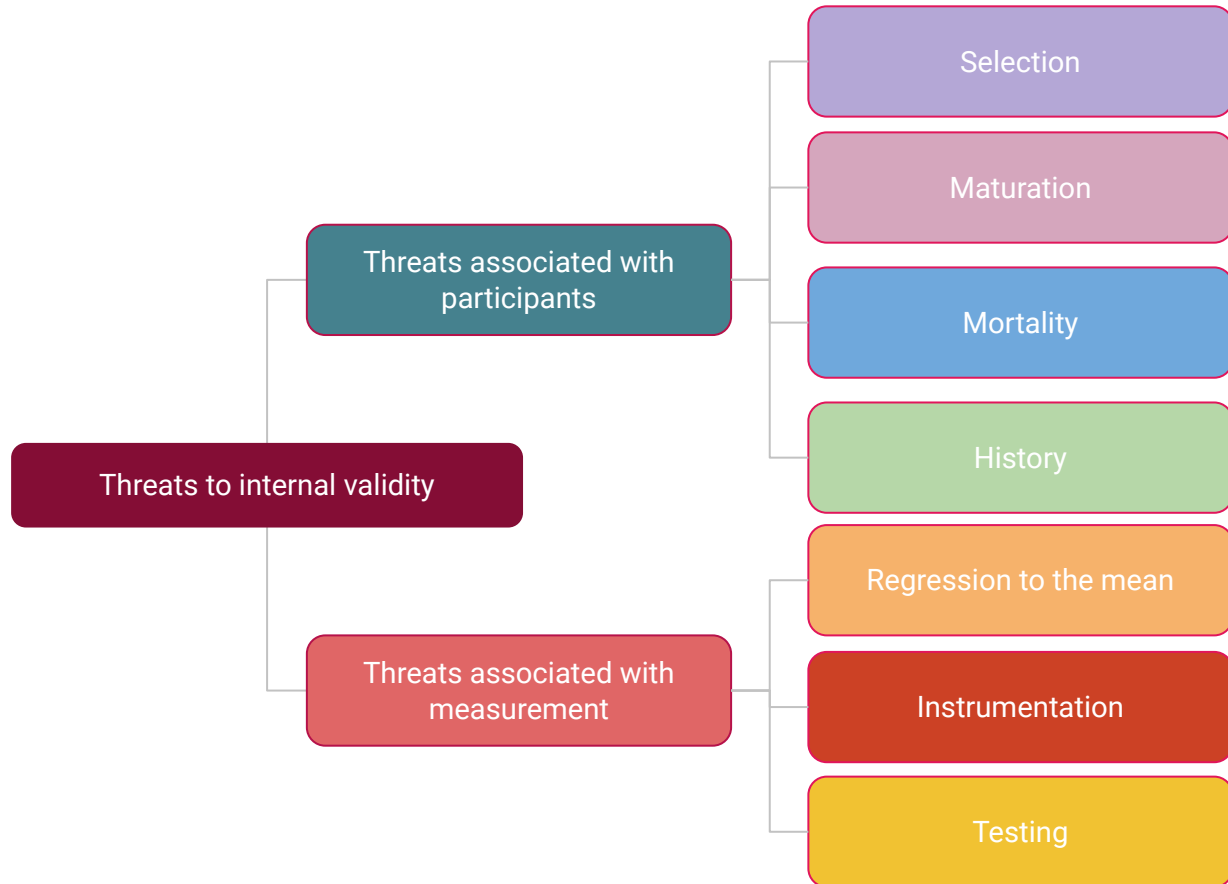 Threats to internal validity
Threats associated with
participants
Selection
Maturation
Mortality
History
Threats associated with
measurement
Regression to the mean
Instrumentation
Testing